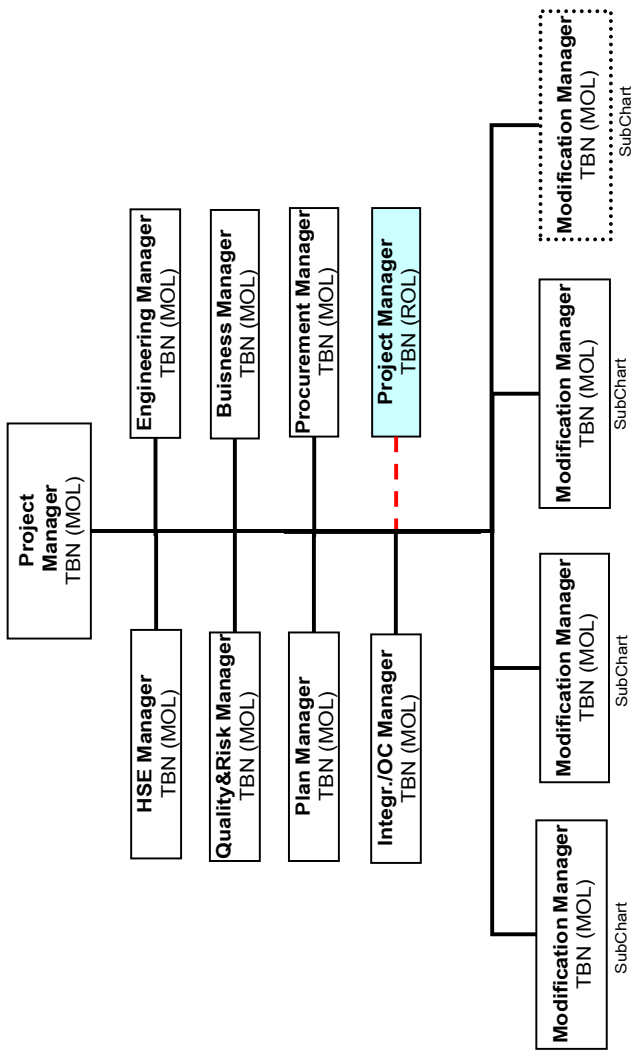 Project
Manager
TBN (MOL)
HSE Manager
TBN (MOL)
Engineering Manager
TBN (MOL)
Quality&Risk Manager
TBN (MOL)
Buisness Manager
TBN (MOL)
Plan Manager
TBN (MOL)
Procurement Manager
TBN (MOL)
Integr./OC Manager
TBN (MOL)
Project Manager
TBN (ROL)
Modification Manager
TBN (MOL)
SubChart
Modification Manager
TBN (MOL)
SubChart
Modification Manager
TBN (MOL)
SubChart
Modification Manager
TBN (MOL)
SubChart